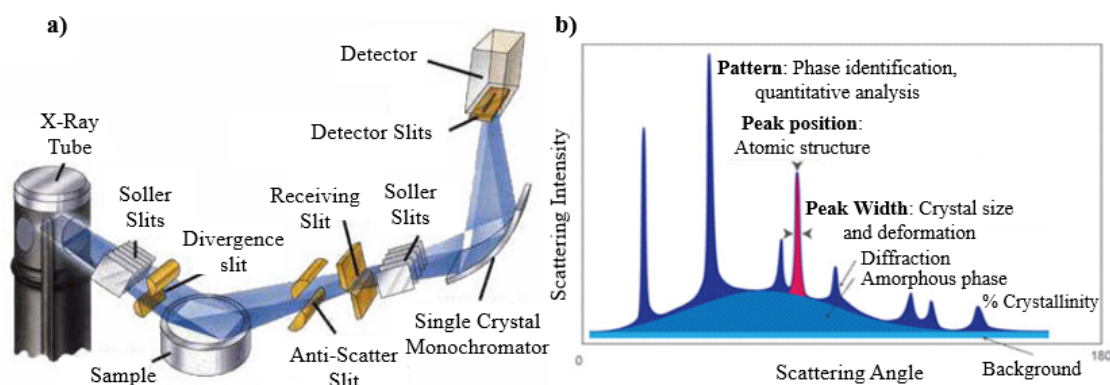 a)
Detector
Detector Slits
X-Ray
Tube
Soller
Slits
Divergence
slit
Receiving
Slit
Soller
Slits
Sample
Anti-Scatter
Slit
Single Crystal
Monochromator
b)
Scattering Intensity
Pattern: Phase identification,
quantitative analysis
Peak position:
Atomic structure
Peak Width: Crystal size
and deformation
Diffraction
Amorphous phase
% Crystallinity
Background
0
180
Scattering Angle